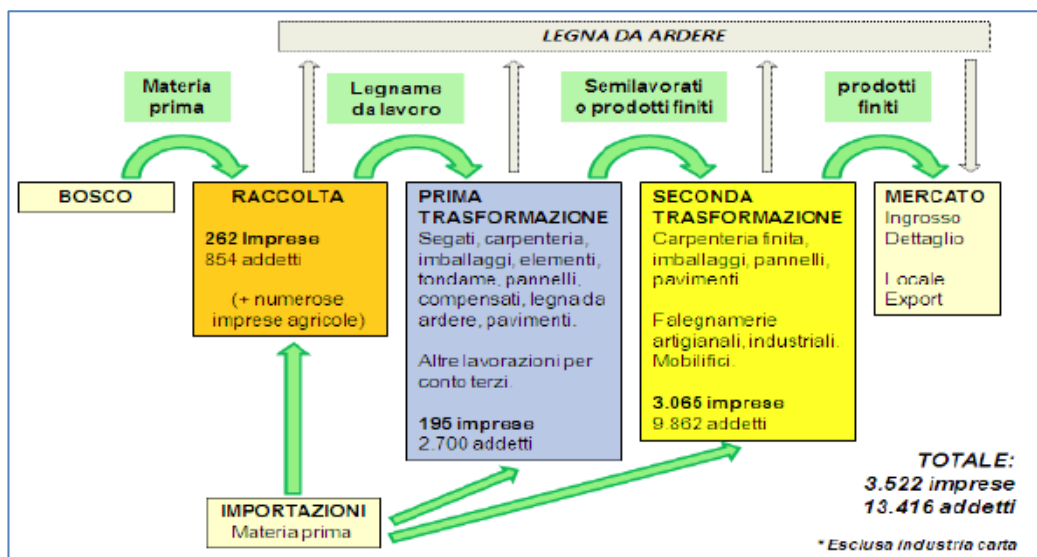 LEGNA DA ARDERE
Materia
prima
Legname
da lavoro
Semilavorati
o prodotti finiti
prodotti
finiti
BOSCO
RACCOLTA
262 Imprese
854 addetti
(+ numerose
imprese agricole)
PRIMA
TRASFORMAZIONE
Segati, carpenteria,
imballaggi, elementi,
tondame, pannelli,
compensati, legna da
ardere, pavimenti.
Altre lavorazioni per
conto terzi.
195 imprese
2.700 addetti
SECONDA
TRASFORMAZIONE
Carpenteria finita,
imballaggi, pannelli,
pavimenti
Falegnamerie
artigianali, industriali.
Mobilifici.
3.065 imprese
9.862 addetti
MERCATO
Ingrosso
Dettaglio
Locale
Export
IMPORTAZIONI
Materia prima
TOTALE:
3.522 imprese
13.416 addetti
* Esclusa industria carta